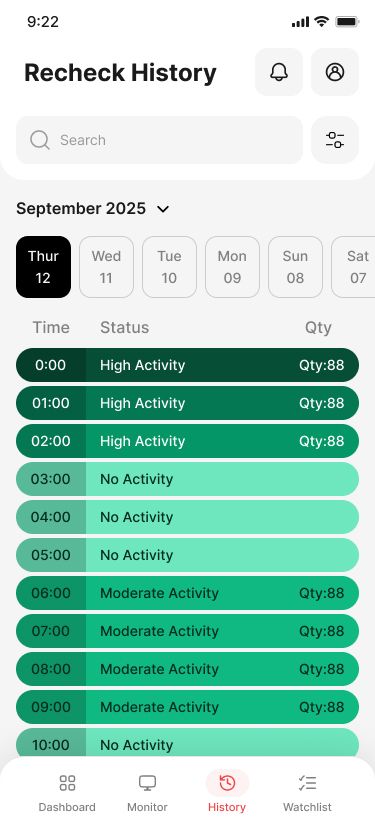 9:22
Recheck History
Search
September 2025
Thur Wed Tue Mon Sun Sat
12 11 10 09 08 07
Time Status Qty
0:00 High Activity Qty:88
01:00 High Activity Qty:88
02:00 High Activity Qty:88
03:00 No Activity
04:00 No Activity
05:00 No Activity
06:00 Moderate Activity Qty:88
07:00 Moderate Activity Qty:88
08:00 Moderate Activity Qty:88
09:00 Moderate Activity Qty:88
10:00 No Activity
Dashboard Monitor History Watchlist